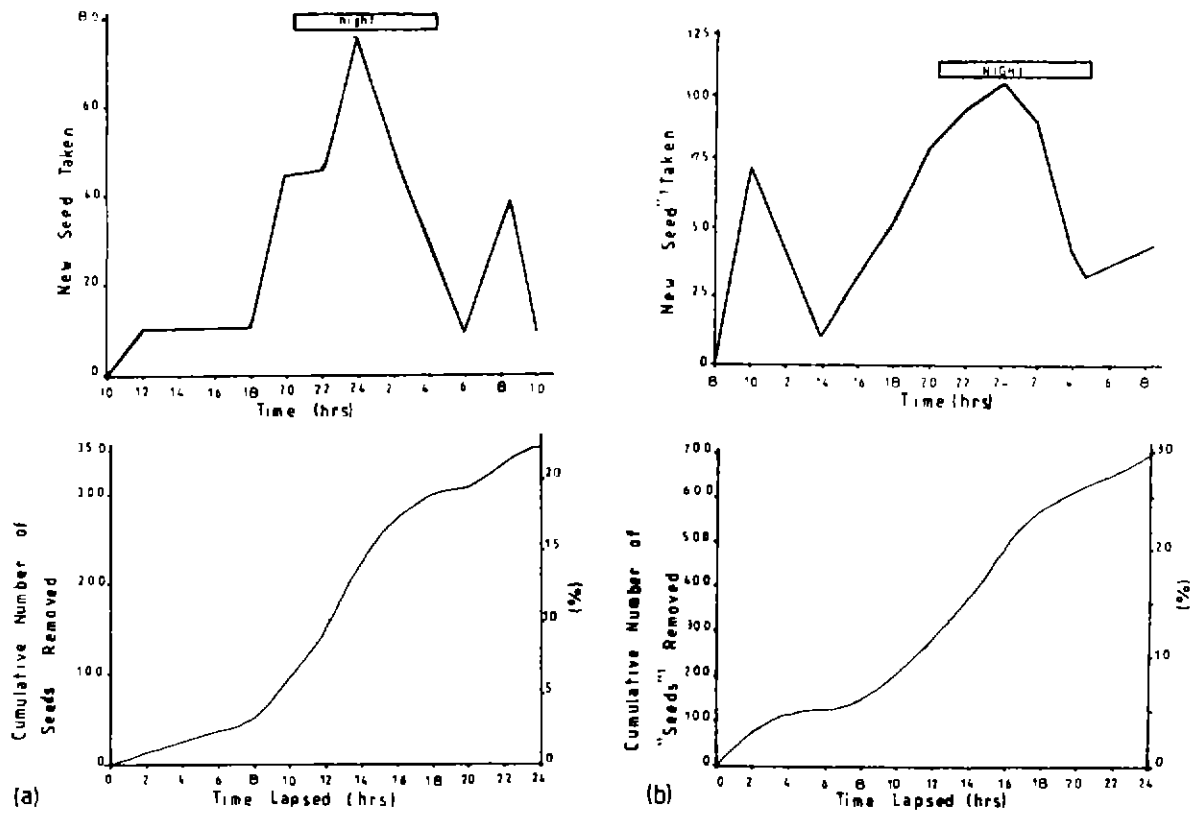 80
60
40
20
0
New Seed Taken
Night
10 12 14 16 18 20 22 24 2 4 6 8 10
Time (hrs)
125
100
75
50
25
0
New Seed"' Taken
NIGHT
8 10 2 14 16 18 20 22 24 2 4 6 8
Time (hrs)
350
300
200
100
0
Cumulative Number of
Seeds Removed
20
15
10
5
0
(%)
0 2 4 6 8 10 12 14 16 18 20 22 24
Time Lapsed (hrs)
(a)
700
600
500
400
300
200
100
0
Cumulative Number of
"Seeds"' Removed
30
20
10
0
(%)
0 2 4 6 8 10 12 14 16 18 20 22 24
Time Lapsed (hrs)
(b)